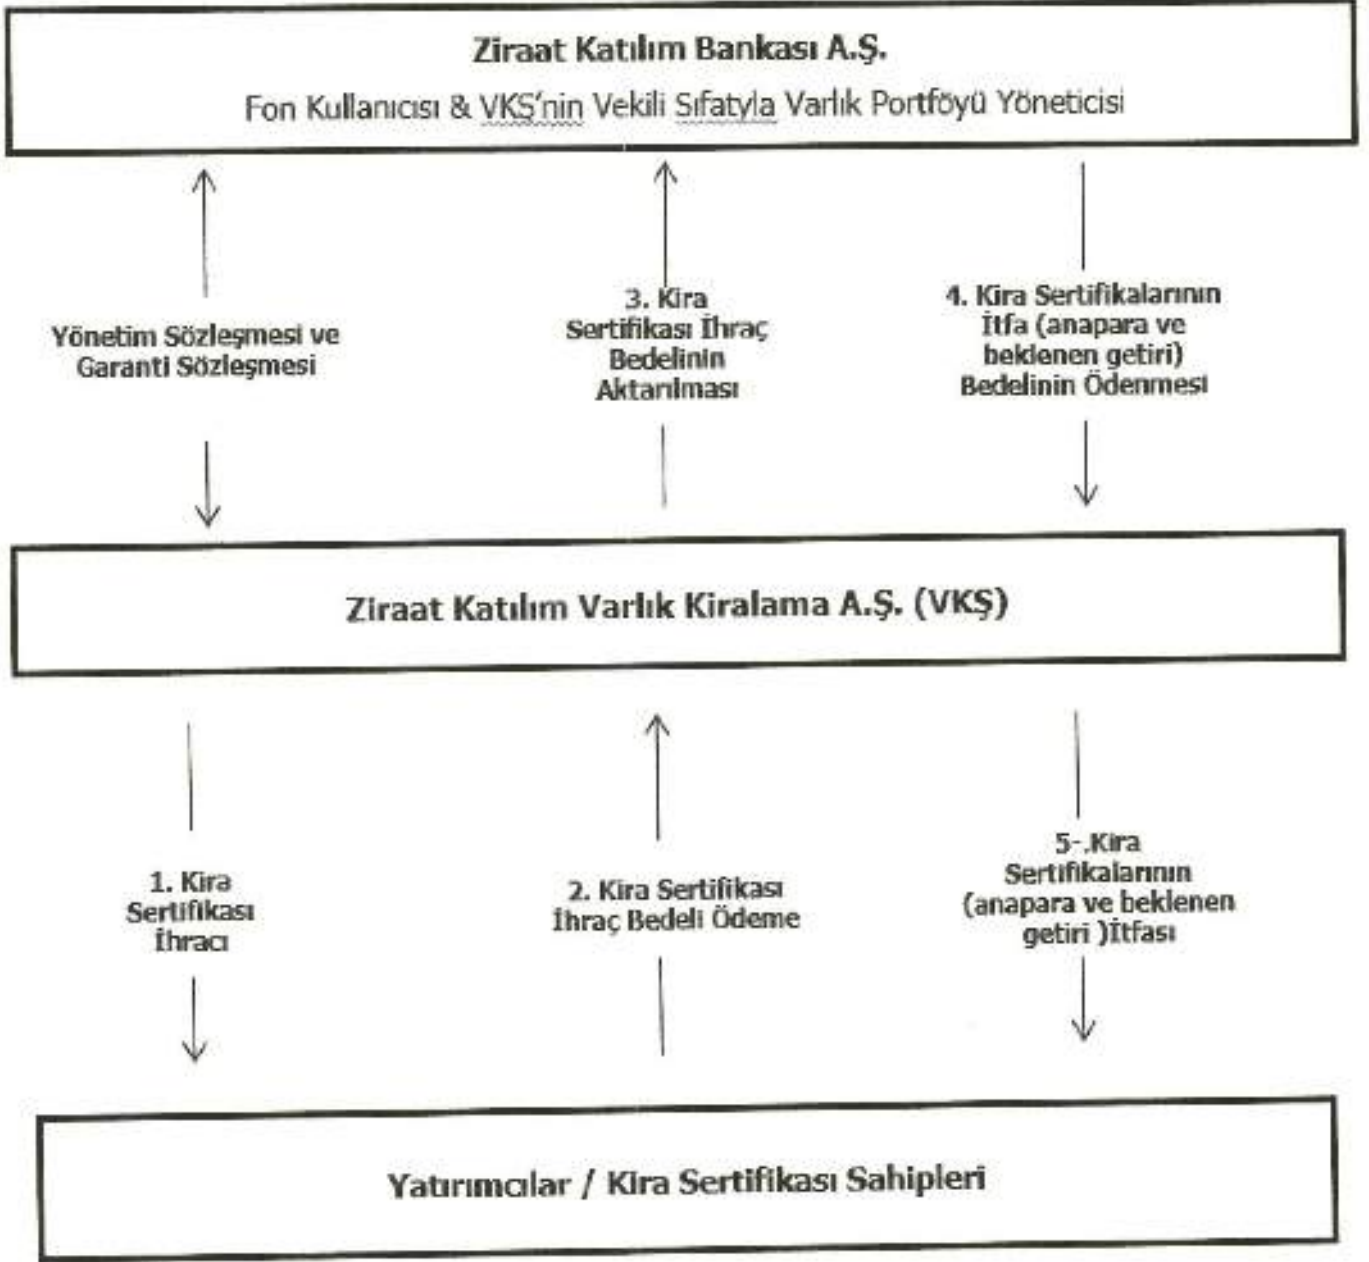 Ziraat Katılım Bankası A.Ş.
Fon Kullanıcısı & VKŞ'nin Vekili Sıfatyla Varlık Portföyü Yöneticisi
Yönetim Sözleşmesi ve
Garanti Sözleşmesi
3. Kira
Sertifikası İhraç
Bedelinin
Aktarılması
4. Kira Sertifikalarının
İtfa (anapara ve
beklenen getiri)
Bedelinin Ödenmesi
Ziraat Katılım Varlık Kiralama A.Ş. (VKŞ)
1. Kira
Sertifikası
İhracı
2. Kira Sertifikası
İhraç Bedeli Ödeme
5-.Kira
Sertifikalarının
(anapara ve beklenen
getiri )İtfası
Yatırımcılar / Kira Sertifikası Sahipleri